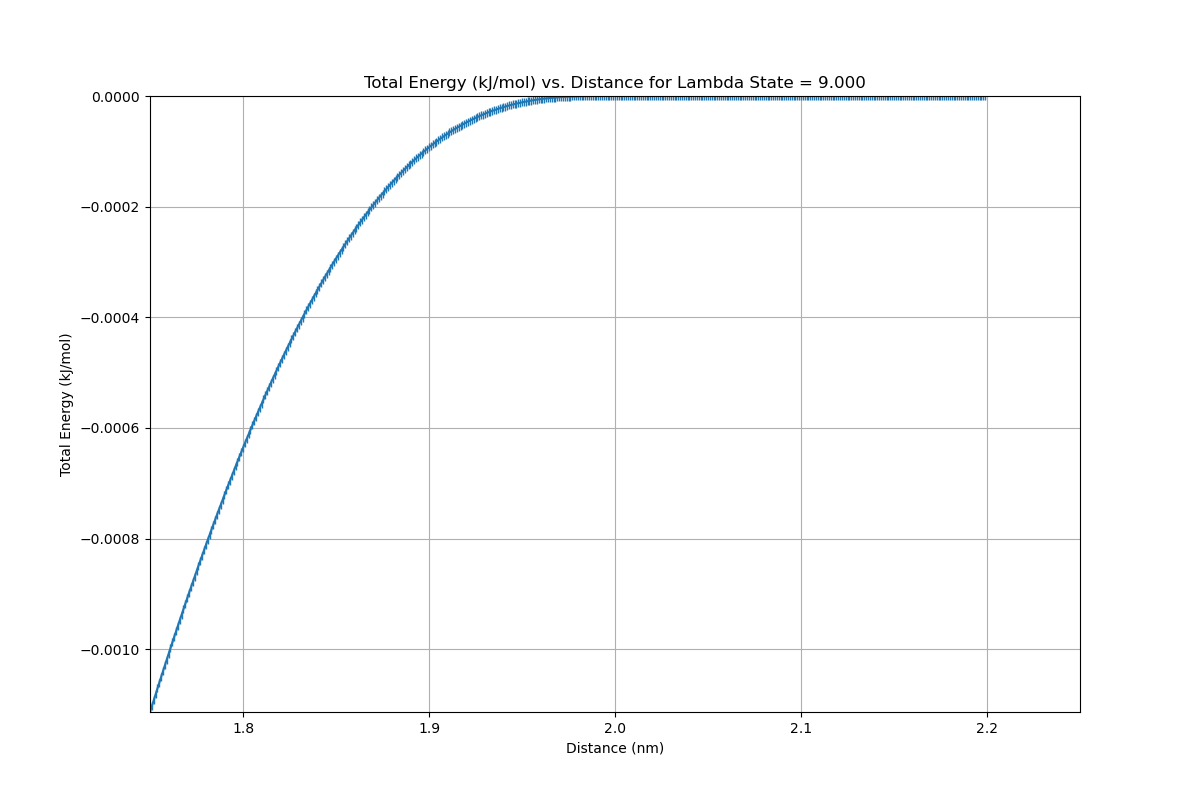 Total Energy (kJ/mol) vs. Distance for Lambda State = 9.000
Total Energy (kJ/mol)
0.0000
−0.0002
−0.0004
−0.0006
−0.0008
−0.0010
1.8 1.9 2.0 2.1 2.2
Distance (nm)